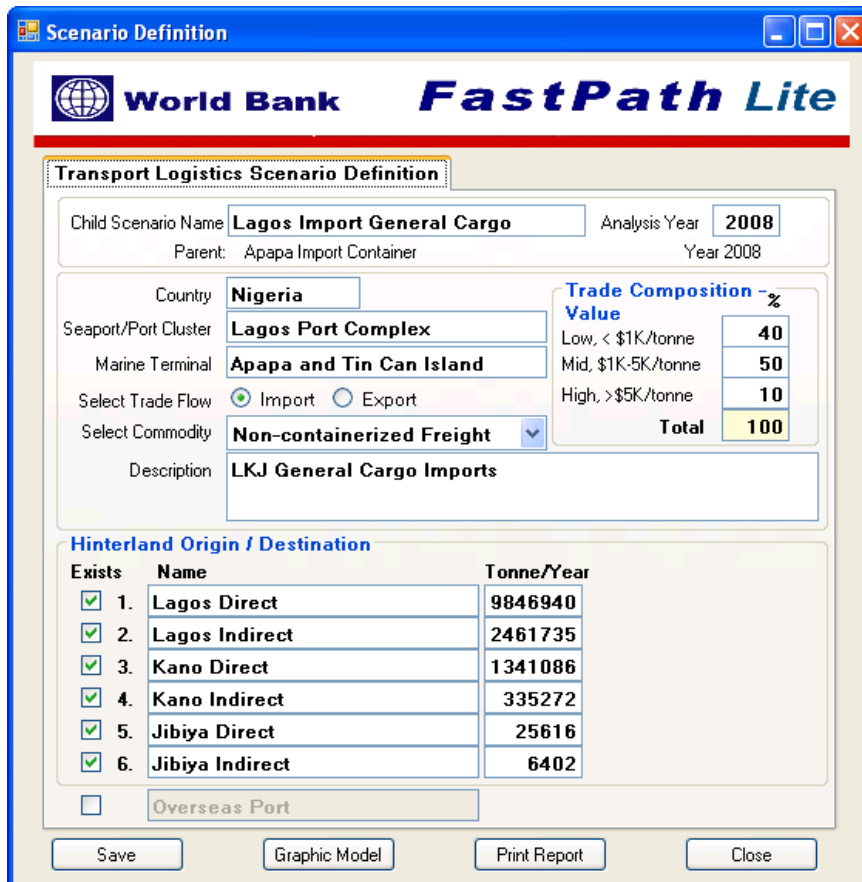 Scenario Definition
World Bank FastPath Lite
Transport Logistics Scenario Definition
Child Scenario Name Lagos Import General Cargo Analysis Year 2008
Parent: Apapa Import Container Year 2008
Country Nigeria
Seaport/Port Cluster Lagos Port Complex
Marine Terminal Apapa and Tin Can Island
Select Trade Flow Import Export
Select Commodity Non-containerized Freight
Description LKJ General Cargo Imports
Trade Composition - %
Value
Low, < $1K/tonne 40
Mid, $1K-5K/tonne 50
High, >$5K/tonne 10
Total 100
Hinterland Origin / Destination
Exists Name Tonne/Year
1. Lagos Direct 9846940
2. Lagos Indirect 2461735
3. Kano Direct 1341086
4. Kano Indirect 335272
5. Jibiya Direct 25616
6. Jibiya Indirect 6402
Overseas Port
Save Graphic Model Print Report Close